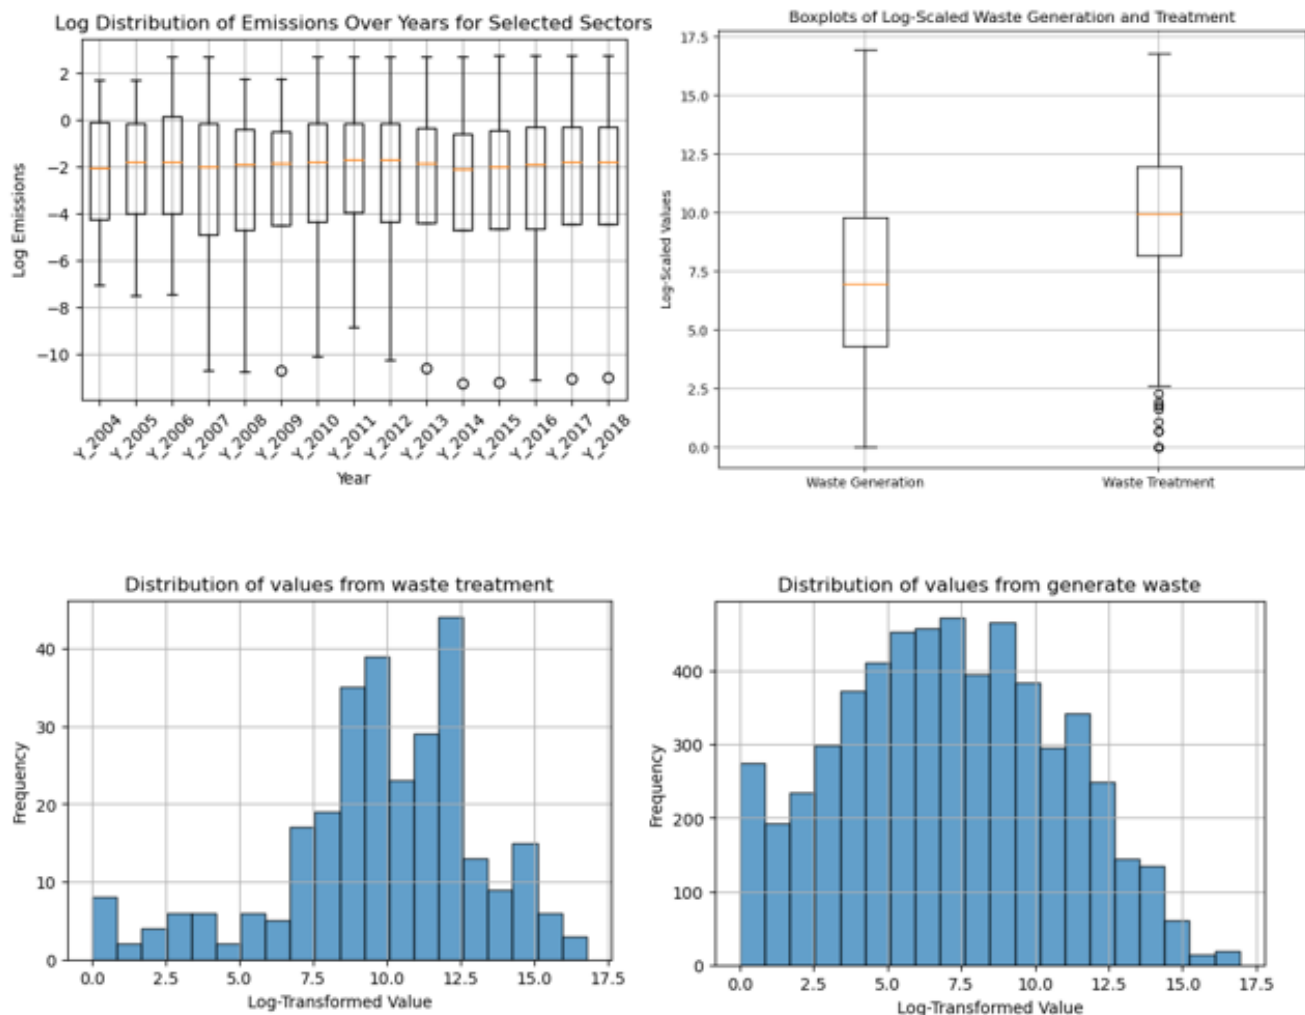 Log Distribution of Emissions Over Years for Selected Sectors
2
0
−2
−4
−6
−8
−10
Log Emissions
Y_2004
Y_2005
Y_2006
Y_2007
Y_2008
Y_2009
Y_2010
Y_2011
Y_2012
Y_2013
Y_2014
Y_2015
Y_2016
Y_2017
Y_2018
Year
Boxplots of Log-Scaled Waste Generation and Treatment
17.5
15.0
12.5
10.0
7.5
5.0
2.5
0.0
Log-Scaled Values
Waste Generation
Waste Treatment
Distribution of values from waste treatment
40
30
20
10
0
Frequency
0.0 2.5 5.0 7.5 10.0 12.5 15.0 17.5
Log-Transformed Value
Distribution of values from generate waste
400
300
200
100
0
Frequency
0.0 2.5 5.0 7.5 10.0 12.5 15.0 17.5
Log-Transformed Value